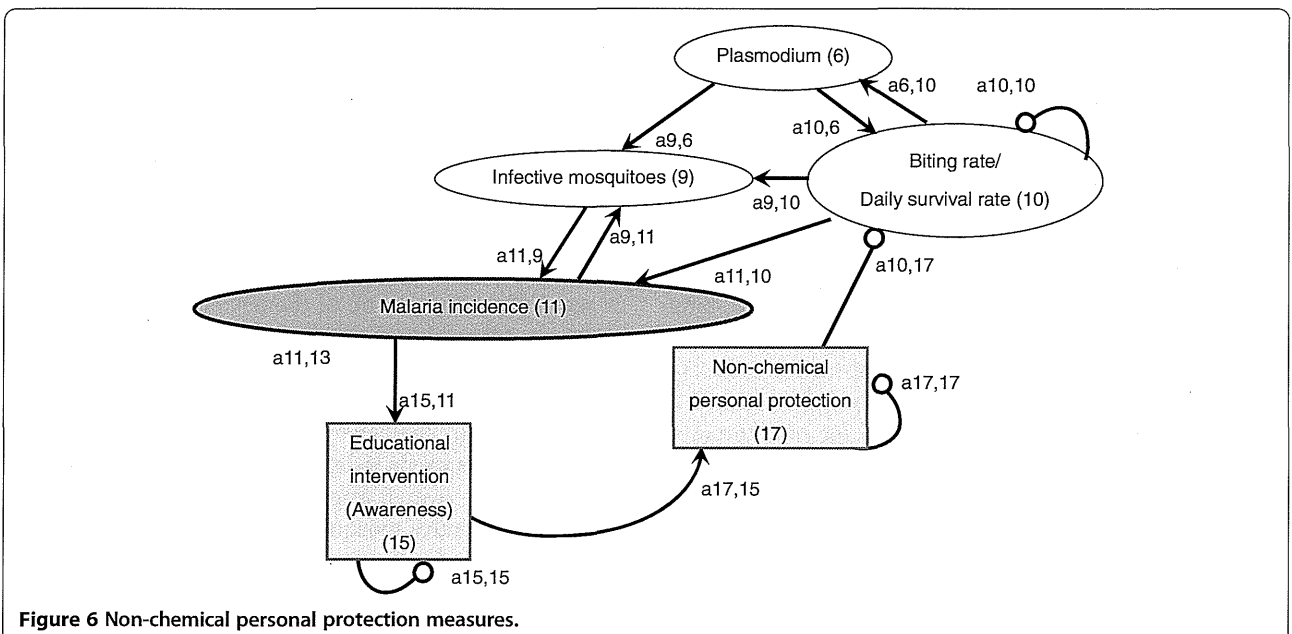 Plasmodium (6)
a6,10
a10,10
a10,6
a9,6
Biting rate/
Daily survival rate (10)
Infective mosquitoes (9)
a9,10
a9,11
a11,9
a11,10
a10,17
Malaria incidence (11)
a11,13
a15,11
Non-chemical
personal protection
(17)
a17,17
Educational
intervention
(Awareness)
(15)
a17,15
a15,15
Figure 6 Non-chemical personal protection measures.